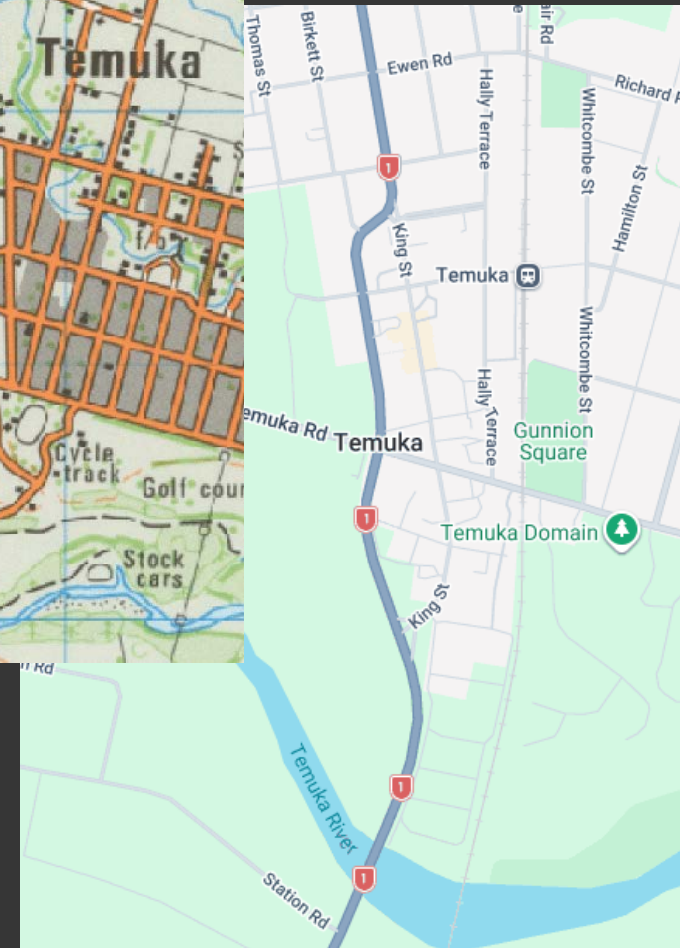 Temuka
Cycle
track
Golf cour
Stock
cars
Thomas St
Birkett St
Ewen Rd
Hally Terrace
Whitcombe St
Richard
Hamilton St
1
King St
Temuka
Whitcombe St
Hally Terrace
emuka Rd
Temuka
Gunnion
Square
1
Temuka Domain
King St
Temuka River
1
1
Station Rd